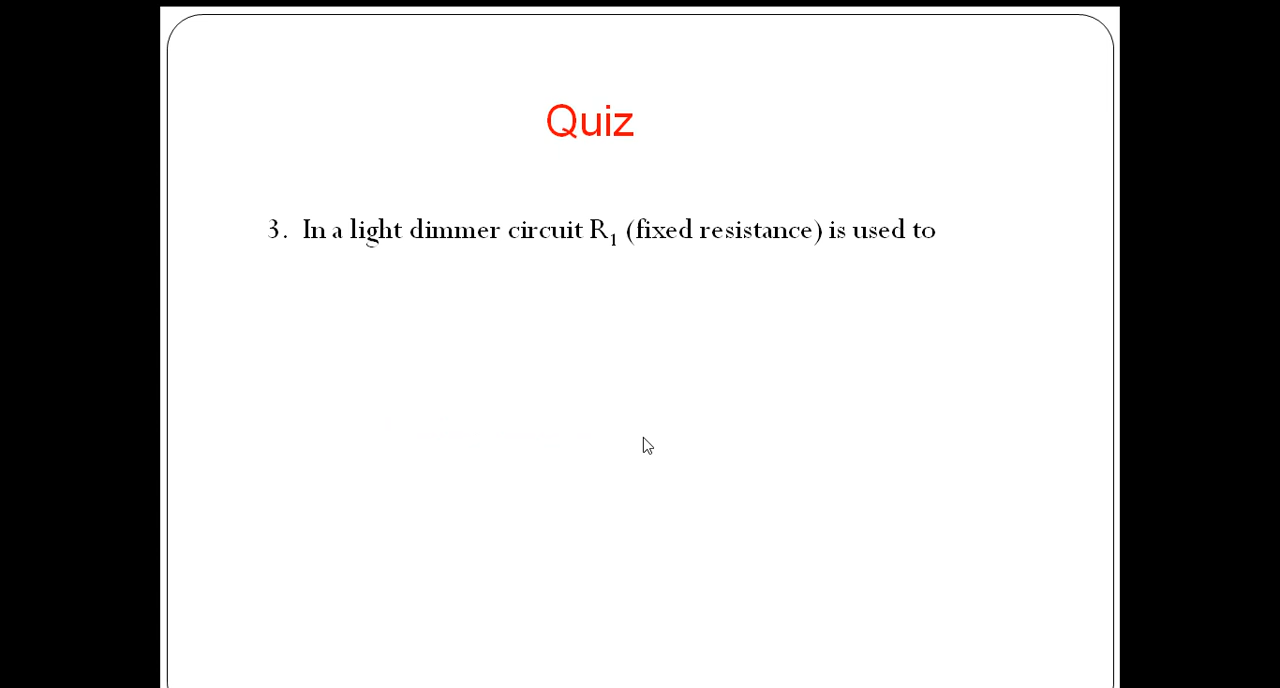 Quiz
3. In a light dimmer circuit R₁ (fixed resistance) is used to